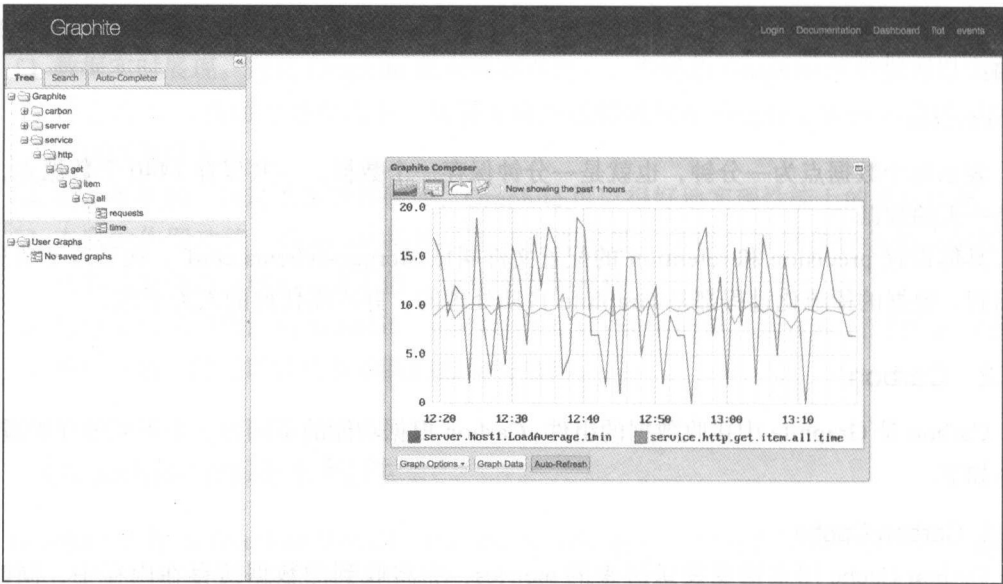 Graphite
Login Documentation Dashboard flot events
Tree Search Auto-Completer
Graphite
carbon
server
service
http
get
item
all
requests
time
User Graphs
No saved graphs
Graphite Composer
Now showing the past 1 hours
20.0
15.0
10.0
5.0
0
12:20 12:30 12:40 12:50 13:00 13:10
server.host1.LoadAverage.1min service.http.get.item.all.time
Graph Options Graph Data Auto-Refresh